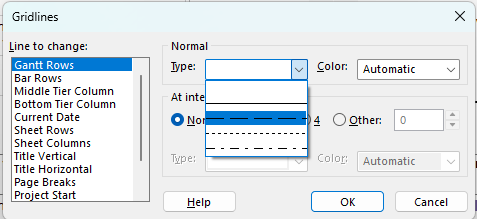 Gridlines
Line to change:
Gantt Rows
Bar Rows
Middle Tier Column
Bottom Tier Column
Current Date
Sheet Rows
Sheet Columns
Title Vertical
Title Horizontal
Page Breaks
Project Start
Normal
Type:
Color: Automatic
At inte
4 Other: 0
Type:
Color: Automatic
Help OK Cancel